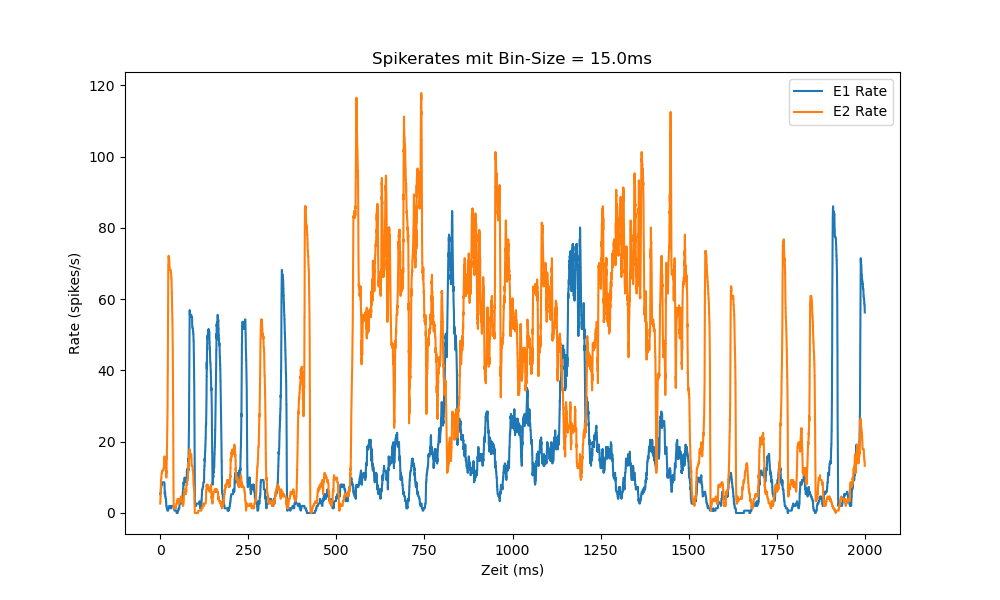 Spikerates mit Bin-Size = 15.0ms
E1 Rate
E2 Rate
120
100
80
60
40
20
0
Rate (spikes/s)
0 250 500 750 1000 1250 1500 1750 2000
Zeit (ms)